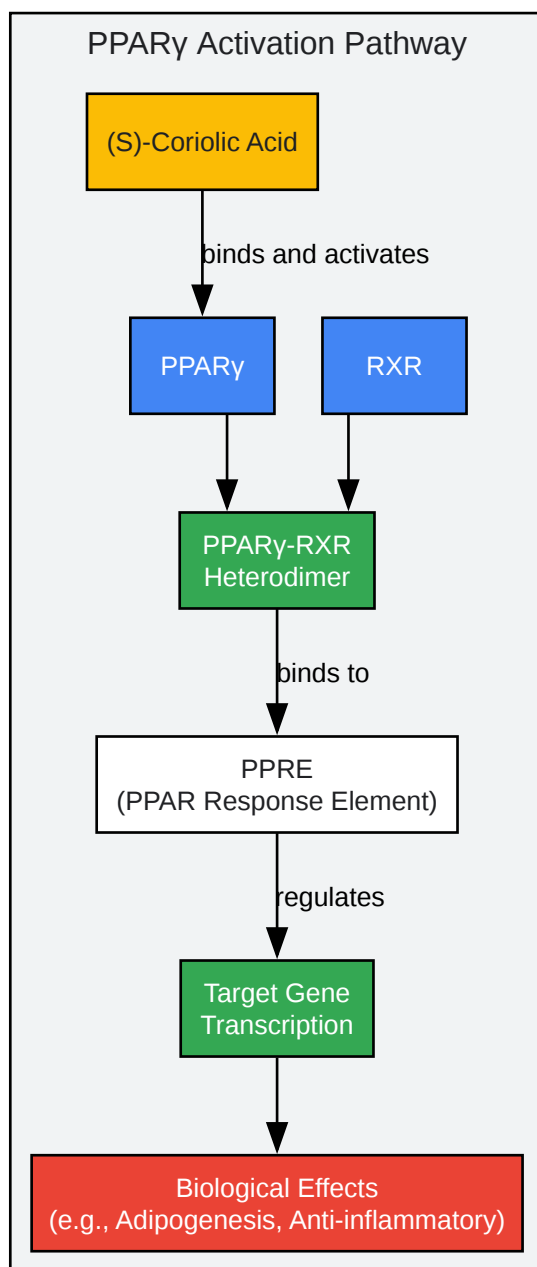 PPARγ Activation Pathway
(S)-Coriolic Acid
binds and activates
PPARγ
RXR
PPARγ-RXR
Heterodimer
binds to
PPRE
(PPAR Response Element)
regulates
Target Gene
Transcription
Biological Effects
(e.g., Adipogenesis, Anti-inflammatory)